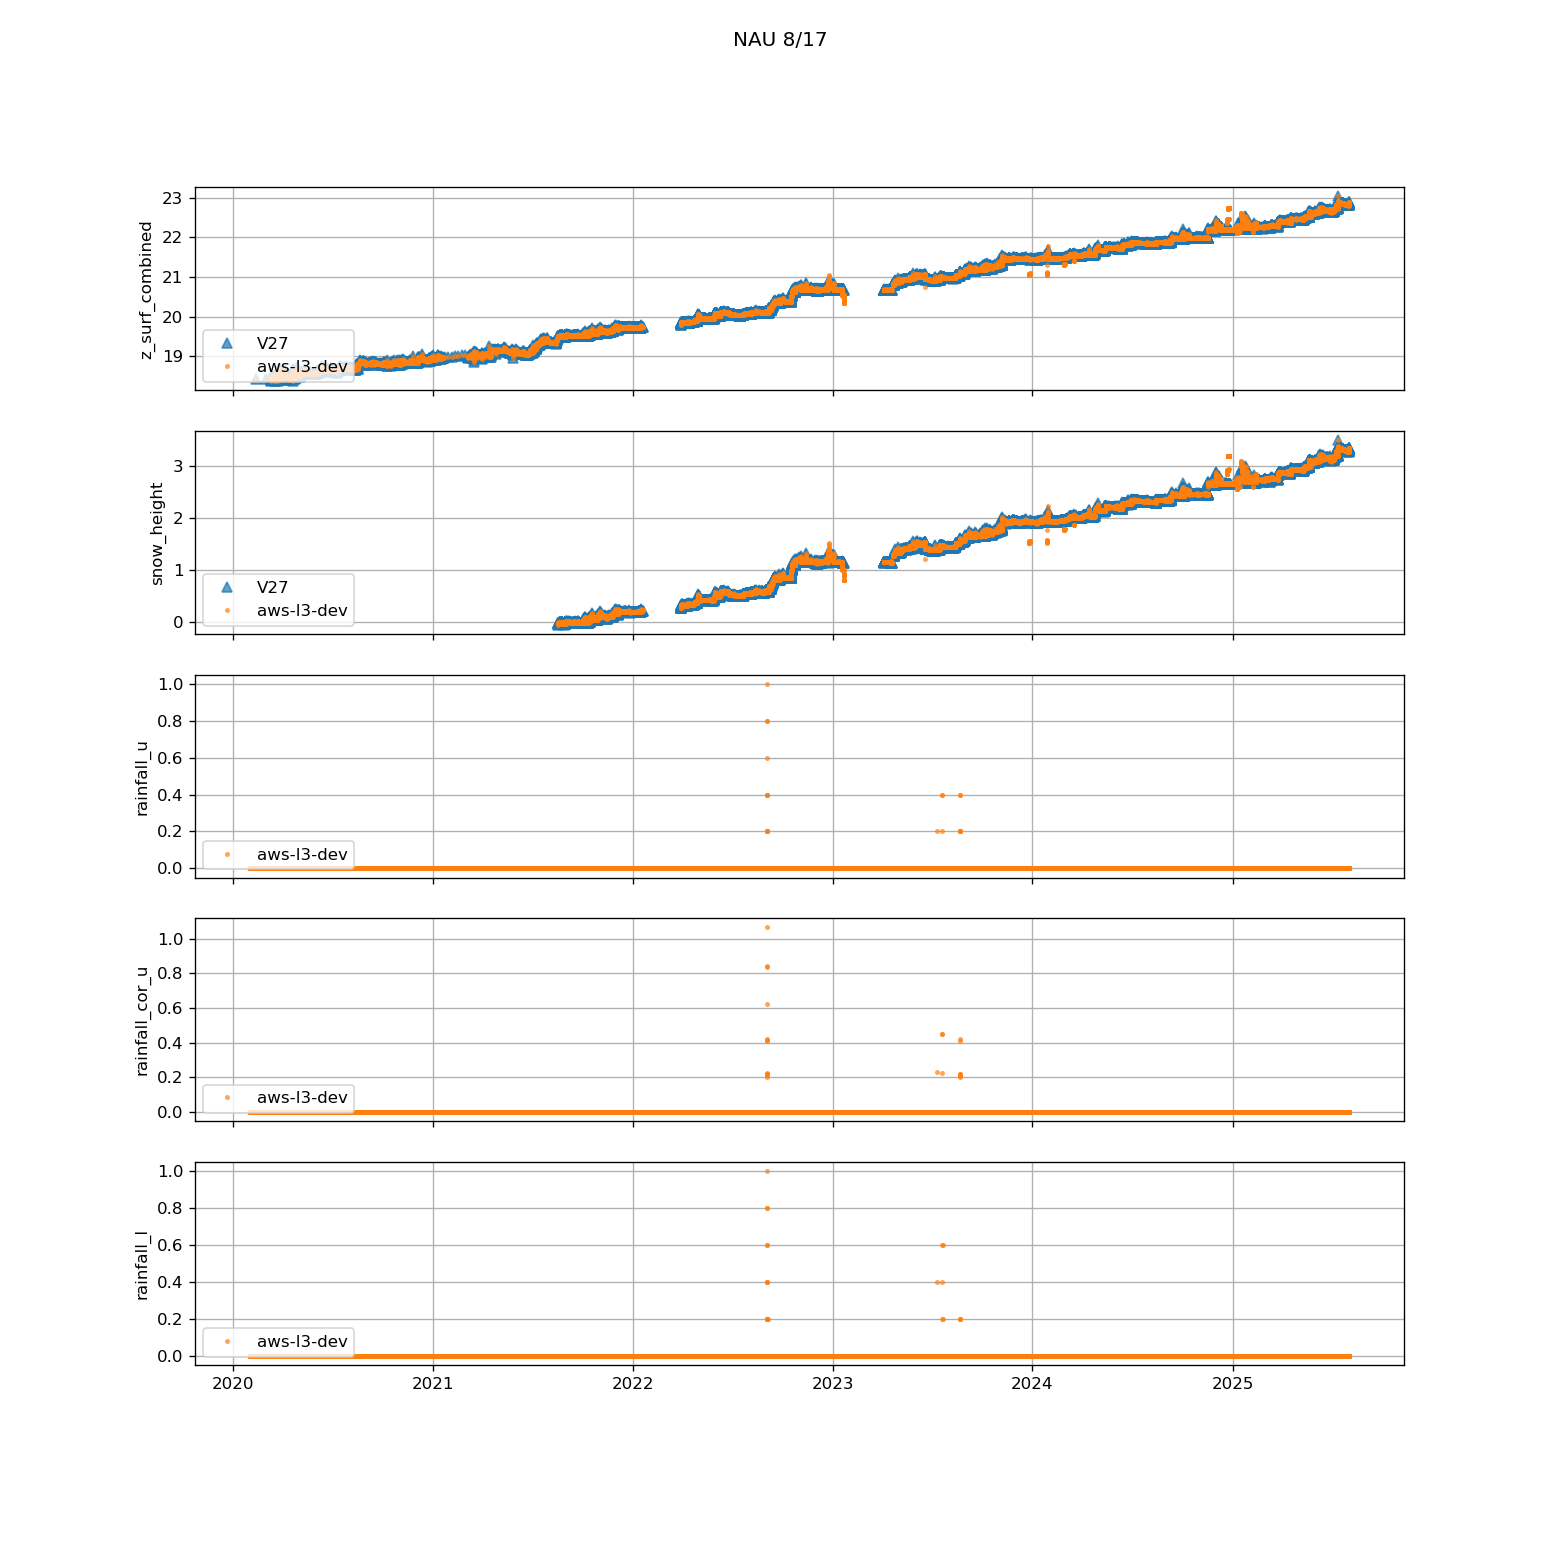 NAU 8/17
z_surf_combined
23
22
21
20
19
V27
aws-l3-dev
snow_height
3
2
1
0
V27
aws-l3-dev
rainfall_u
1.0
0.8
0.6
0.4
0.2
0.0
aws-l3-dev
rainfall_cor_u
1.0
0.8
0.6
0.4
0.2
0.0
aws-l3-dev
rainfall_l
1.0
0.8
0.6
0.4
0.2
0.0
aws-l3-dev
2020 2021 2022 2023 2024 2025